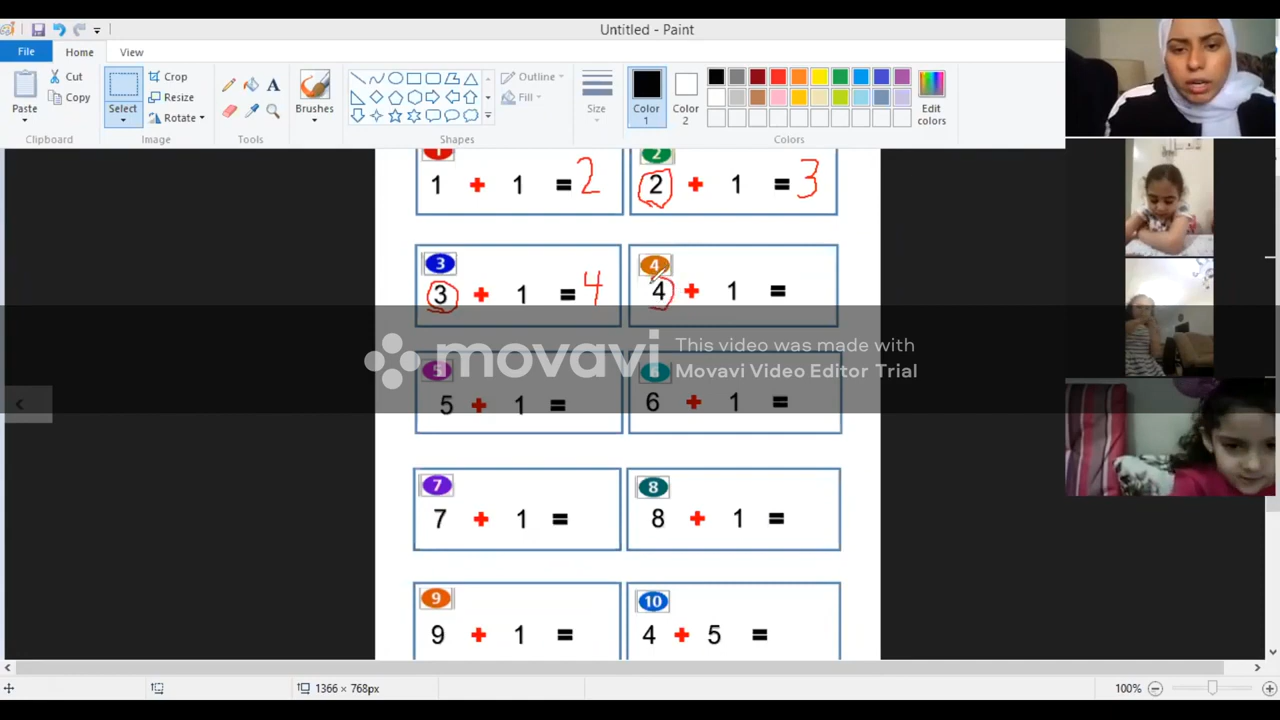 Untitled - Paint
File Home View
Paste
Cut
Copy
Clipboard
Select
Crop
Resize
Rotate
Image
A
Tools
Brushes
Outline
Fill
Shapes
Size
Color 1
Color 2
Edit colors
Colors
1
1 + 1 = 2
2
2 + 1 = 3
3
3 + 1 = 4
4
4 + 1 =
movavi
This video was made with
Movavi Video Editor Trial
5
5 + 1 =
6
6 + 1 =
7
7 + 1 =
8
8 + 1 =
9
9 + 1 =
10
4 + 5 =
1366 × 768px
100%